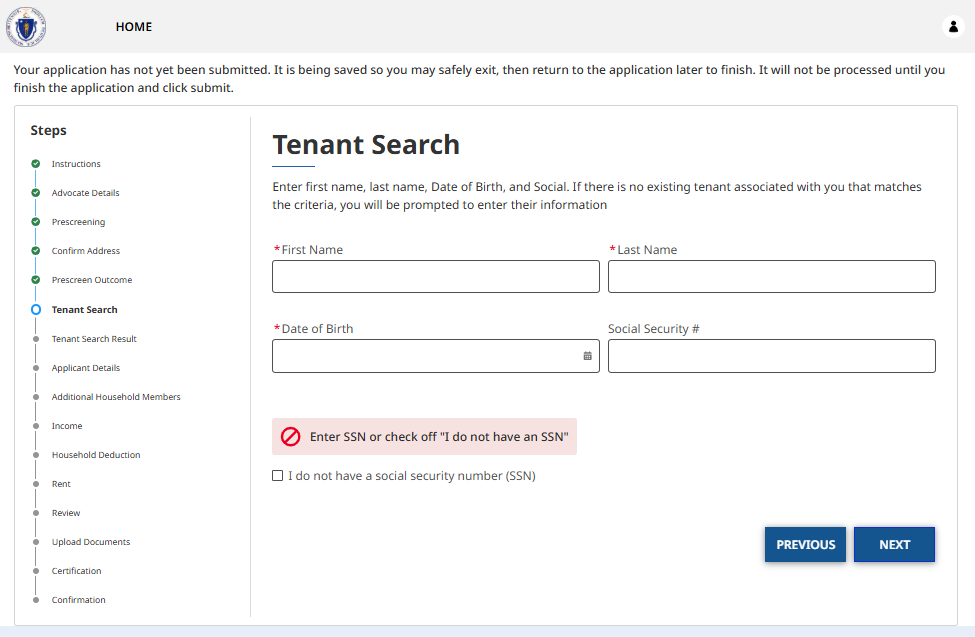 HOME
Your application has not yet been submitted. It is being saved so you may safely exit, then return to the application later to finish. It will not be processed until you
finish the application and click submit.
Steps
Instructions
Advocate Details
Prescreening
Confirm Address
Prescreen Outcome
Tenant Search
Tenant Search Result
Applicant Details
Additional Household Members
Income
Household Deduction
Rent
Review
Upload Documents
Certification
Confirmation
Tenant Search
Enter first name, last name, Date of Birth, and Social. If there is no existing tenant associated with you that matches
the criteria, you will be prompted to enter their information
*First Name
*Last Name
*Date of Birth
Social Security #
Enter SSN or check off "I do not have an SSN"
I do not have a social security number (SSN)
PREVIOUS
NEXT